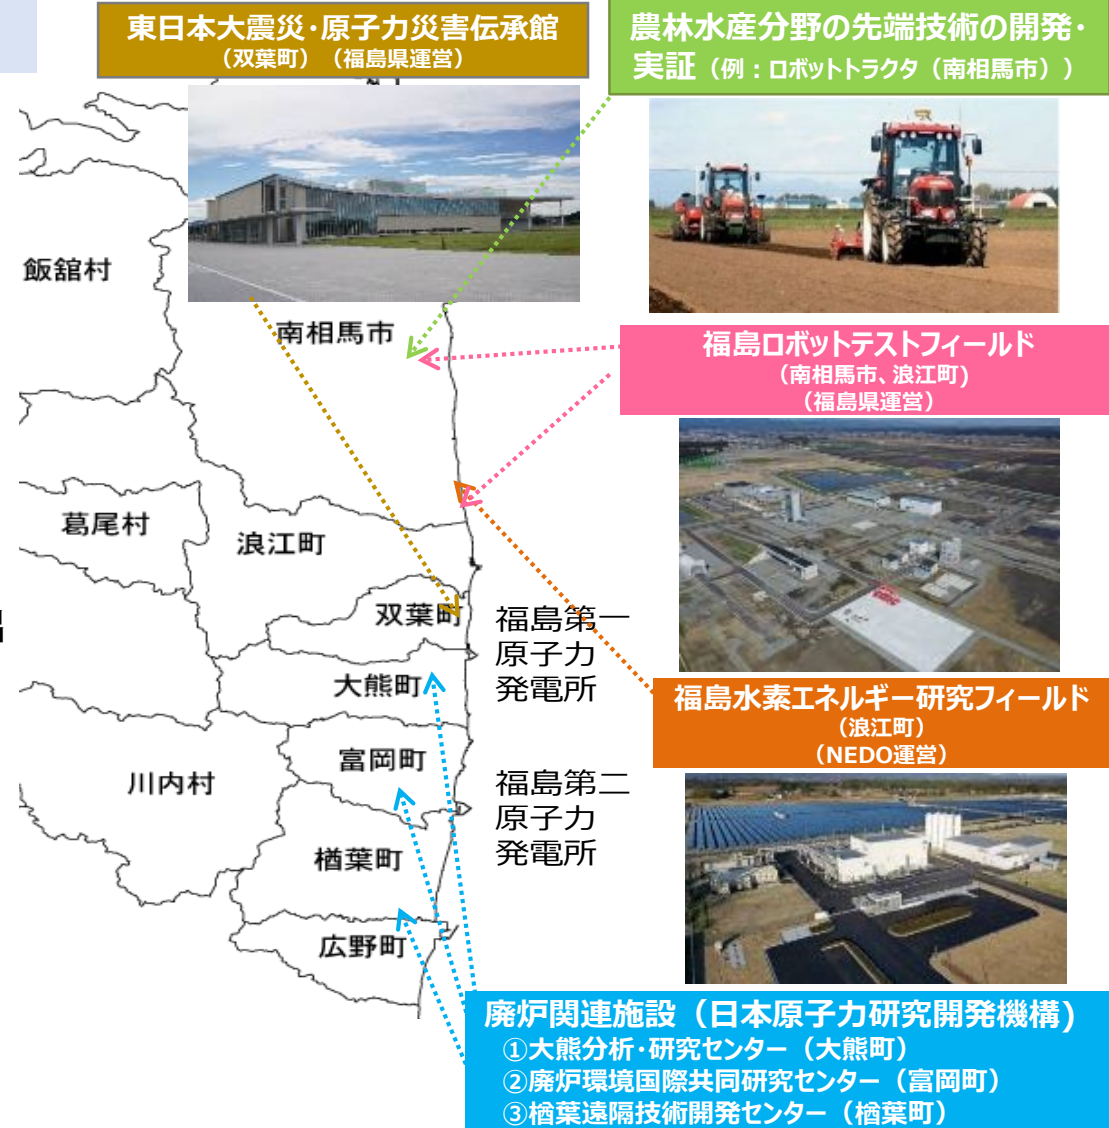 東日本大震災・原子力災害伝承館
（双葉町）（福島県運営）
農林水産分野の先端技術の開発・
実証（例：ロボットトラクタ（南相馬市））
飯舘村
南相馬市
福島ロボットテストフィールド
（南相馬市、浪江町)
（福島県運営）
葛尾村
浪江町
双葉町
福島第一
原子力
発電所
大熊町
福島水素エネルギー研究フィールド
（浪江町）
（NEDO運営）
富岡町
川内村
福島第二
原子力
発電所
楢葉町
広野町
廃炉関連施設（日本原子力研究開発機構)
①大熊分析・研究センター（大熊町）
②廃炉環境国際共同研究センター（富岡町）
③楢葉遠隔技術開発センター（楢葉町）